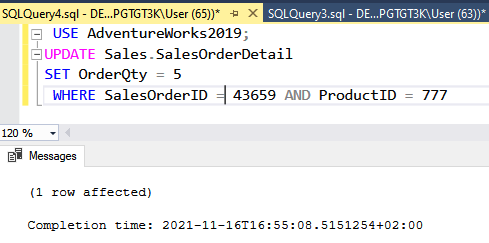 SQLQuery4.sql - DE...PGTGT3K\User (65))* SQLQuery3.sql - DE...PGTGT3K\User (63))*
USE AdventureWorks2019;
UPDATE Sales.SalesOrderDetail
SET OrderQty = 5
WHERE SalesOrderID = 43659 AND ProductID = 777
120 %
Messages
(1 row affected)
Completion time: 2021-11-16T16:55:08.5151254+02:00